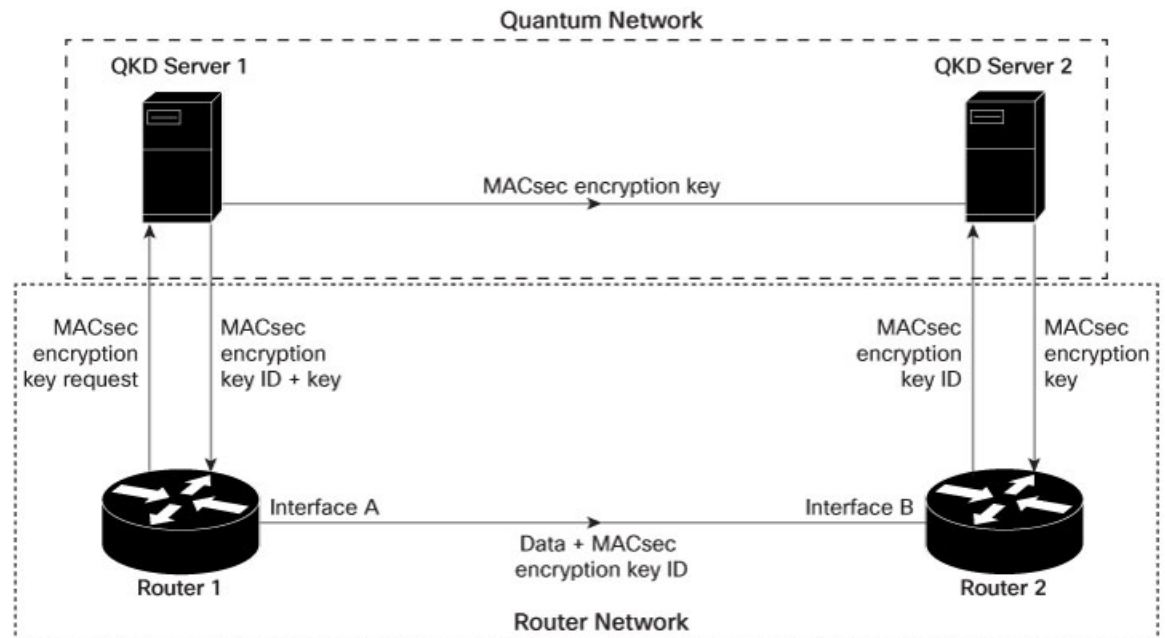 Quantum Network
QKD Server 1
QKD Server 2
MACsec encryption key
MACsec
encryption
key request
MACsec
encryption
key ID + key
MACsec
encryption
key ID
MACsec
encryption
key
Interface A
Interface B
Data + MACsec
encryption key ID
Router 1
Router 2
Router Network